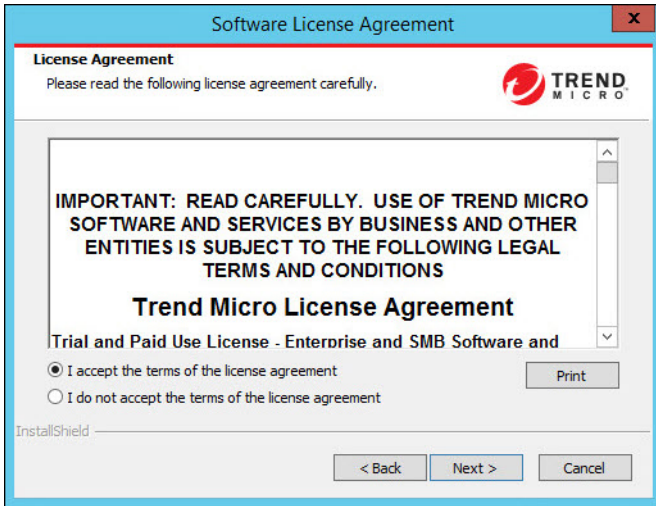 Software License Agreement
x
License Agreement
Please read the following license agreement carefully.
TREND
MICRO
IMPORTANT: READ CAREFULLY. USE OF TREND MICRO
SOFTWARE AND SERVICES BY BUSINESS AND OTHER
ENTITIES IS SUBJECT TO THE FOLLOWING LEGAL
TERMS AND CONDITIONS
Trend Micro License Agreement
Trial and Paid Use License - Enterprise and SMB Software and
I accept the terms of the license agreement
Print
I do not accept the terms of the license agreement
InstallShield
< Back
Next >
Cancel